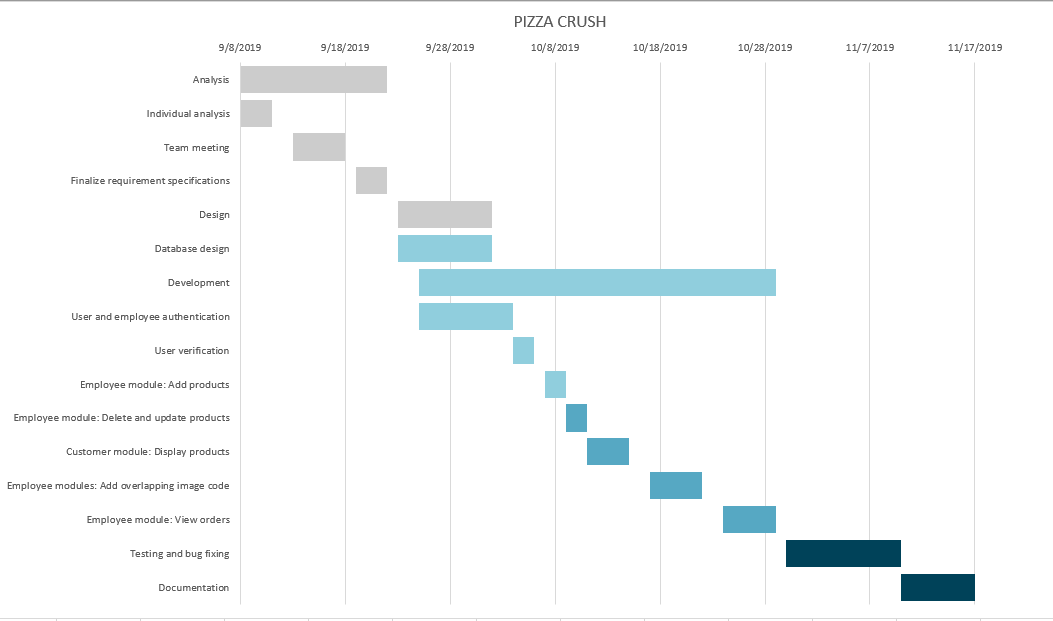 PIZZA CRUSH
9/8/2019 9/18/2019 9/28/2019 10/8/2019 10/18/2019 10/28/2019 11/7/2019 11/17/2019
Analysis
Individual analysis
Team meeting
Finalize requirement specifications
Design
Database design
Development
User and employee authentication
User verification
Employee module: Add products
Employee module: Delete and update products
Customer module: Display products
Employee modules: Add overlapping image code
Employee module: View orders
Testing and bug fixing
Documentation